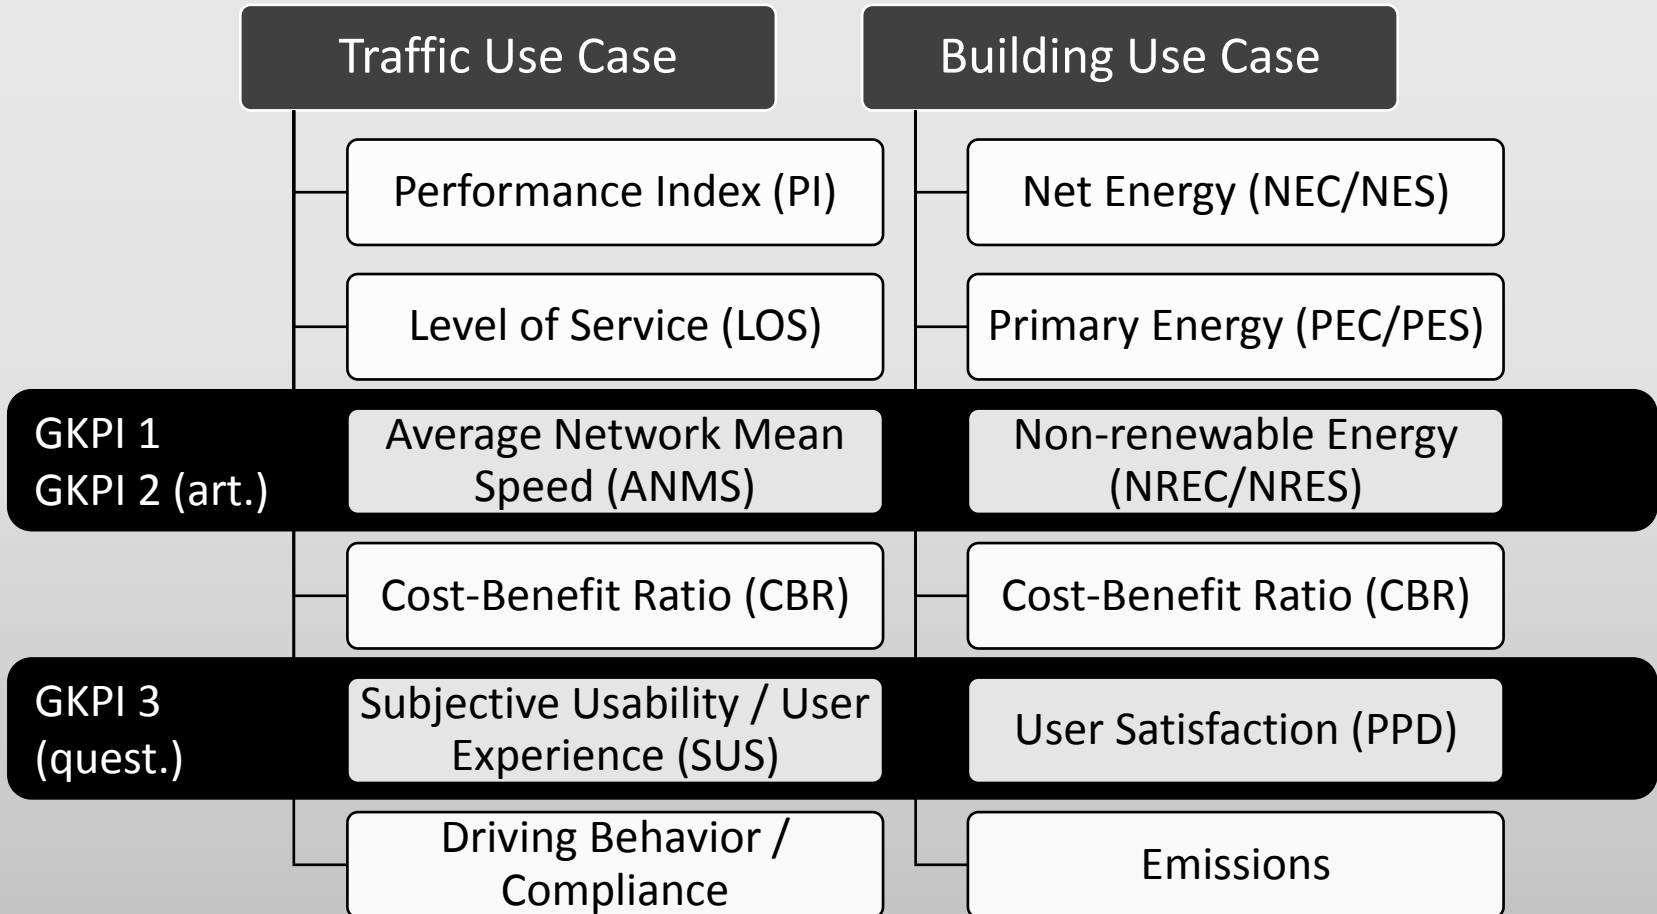 Traffic Use Case
Building Use Case
Performance Index (PI)
Net Energy (NEC/NES)
Level of Service (LOS)
Primary Energy (PEC/PES)
GKPI 1
GKPI 2 (art.)
Average Network Mean
Speed (ANMS)
Non-renewable Energy
(NREC/NRES)
Cost-Benefit Ratio (CBR)
Cost-Benefit Ratio (CBR)
GKPI 3
(quest.)
Subjective Usability / User
Experience (SUS)
User Satisfaction (PPD)
Driving Behavior /
Compliance
Emissions